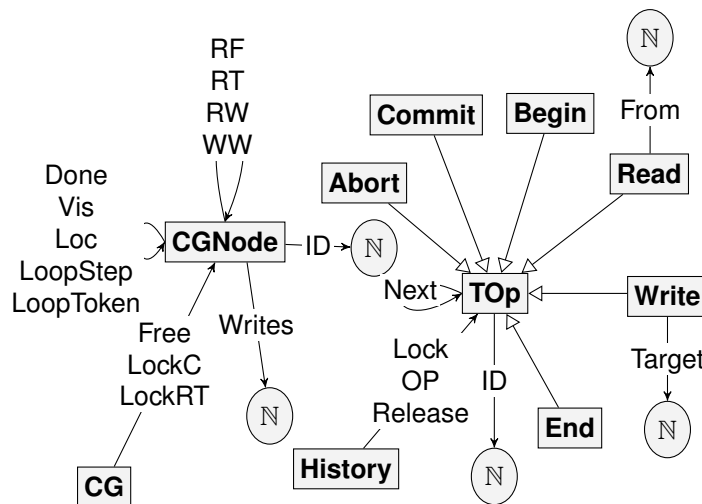 RF
RT
RW
WW
Done
Vis
Loc
LoopStep
LoopToken
CGNode
ID
ℕ
Free
LockC
LockRT
Writes
ℕ
CG
ℕ
From
Commit
Begin
Abort
Read
Next
TOp
Write
Lock
OP
Release
ID
Target
End
ℕ
History
ℕ